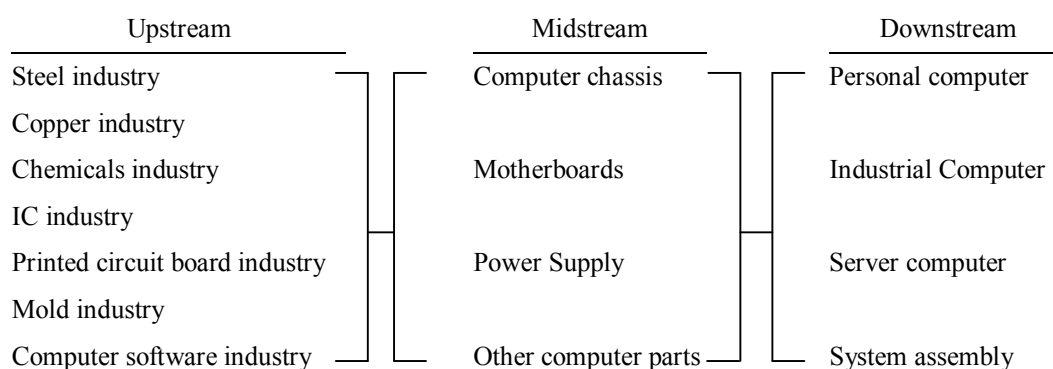 Upstream
Midstream
Downstream
Steel industry
Computer chassis
Personal computer
Copper industry
Chemicals industry
Motherboards
Industrial Computer
IC industry
Printed circuit board industry
Power Supply
Server computer
Mold industry
Computer software industry
Other computer parts
System assembly